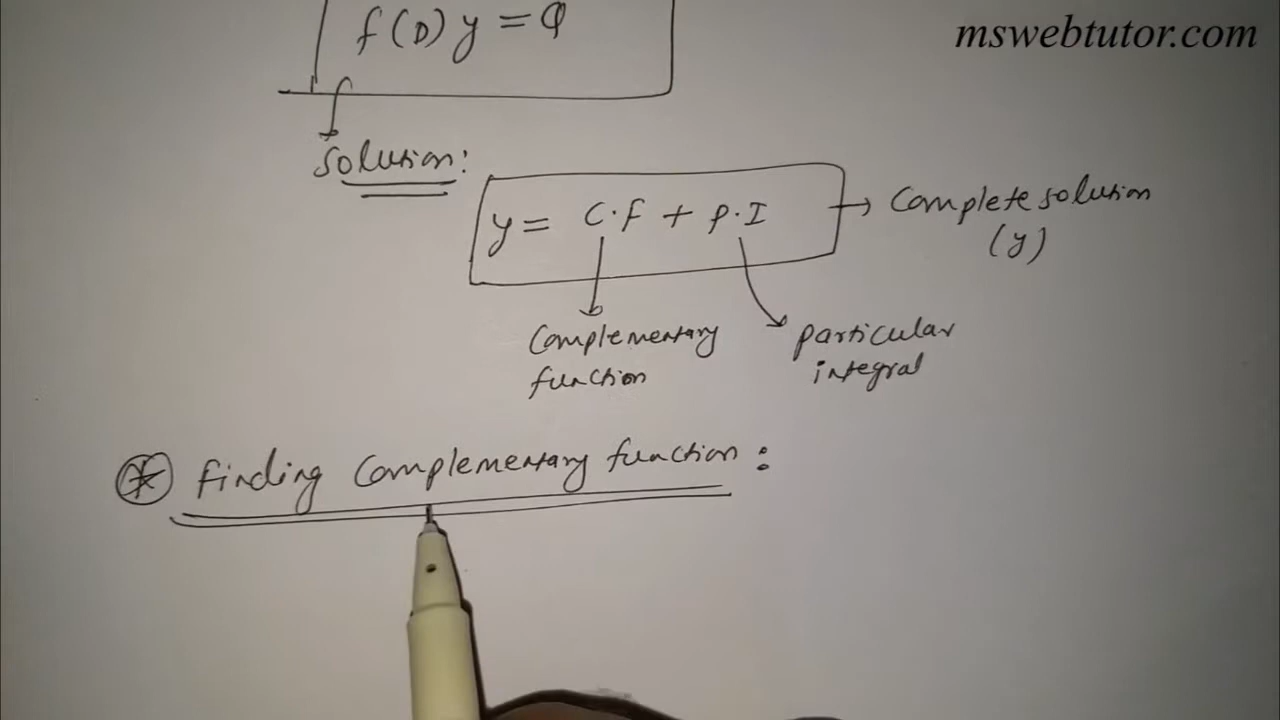 f(D)y = Q
mswebtutor.com
Solution:
y = C.F + P.I
Complete solution
(y)
Complementary
function
particular
integral
* Finding Complementary function: